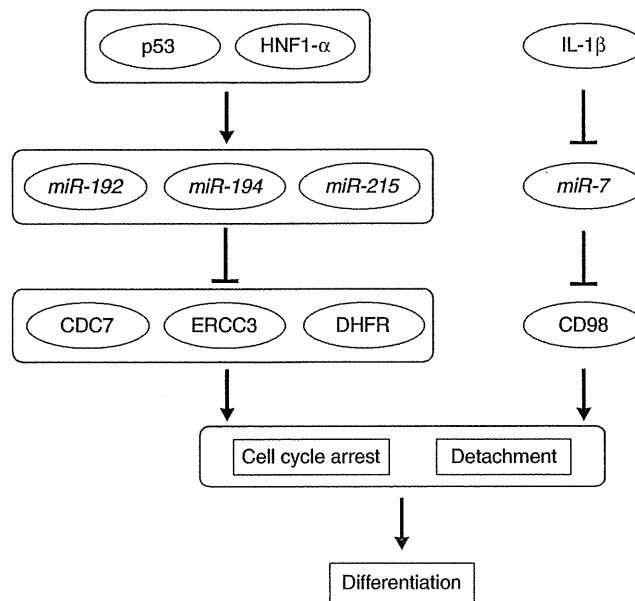 p53 HNF1-α IL-1β
miR-192 miR-194 miR-215 miR-7
CDC7 ERCC3 DHFR CD98
Cell cycle arrest Detachment
Differentiation